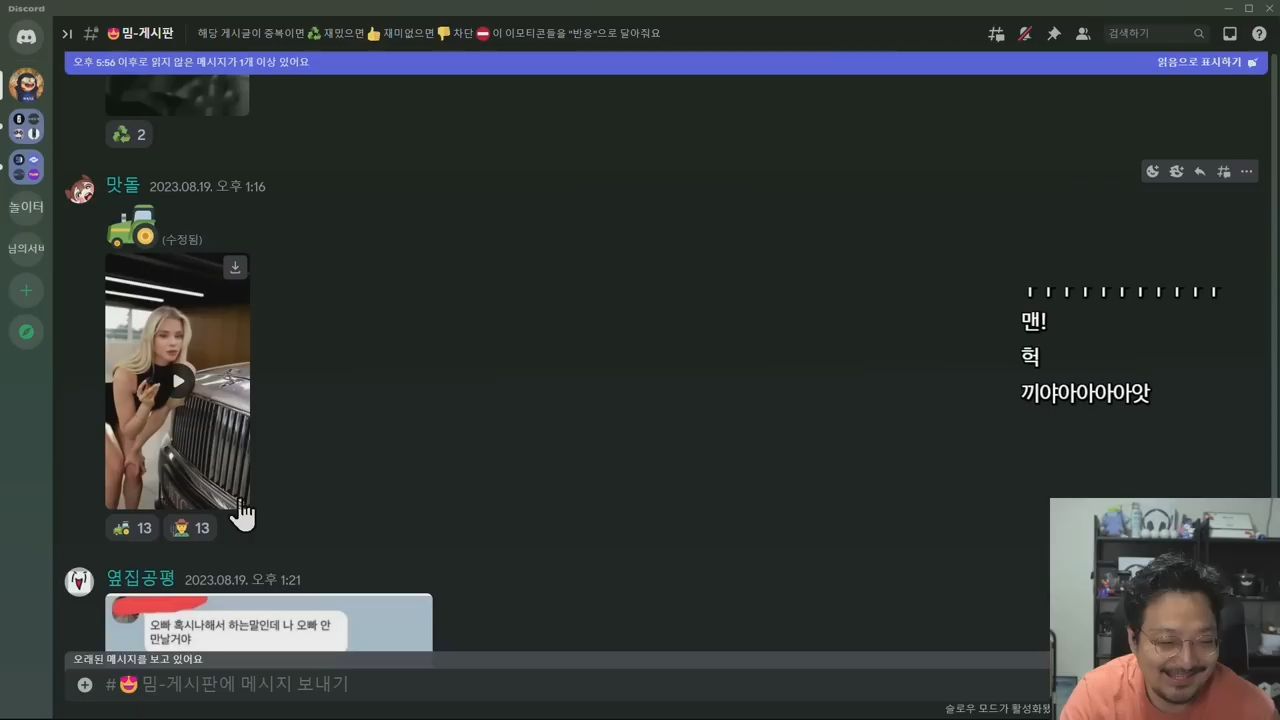 Discord
밈-게시판
해당 게시글이 중복이면 ♻️ 재밌으면 👍 재미없으면 👎 차단 ⛔ 이 이모티콘들을 "반응"으로 달아줘요
검색하기
오후 5:56 이후로 읽지 않은 메시지가 1개 이상 있어요
읽음으로 표시하기
2
맛돌 2023.08.19. 오후 1:16
(수정됨)
놀이터
님의서버
ㅣㅣㅣㅣㅣㅣㅣㅣㅣㅣㅣ
맨!
헉
끼야아아아아앗
13 13
옆집공평 2023.08.19. 오후 1:21
오빠 혹시나해서 하는말인데 나 오빠 안
만날거야
오래된 메시지를 보고 있어요
#😍밈-게시판에 메시지 보내기
슬로우 모드가 활성화됐